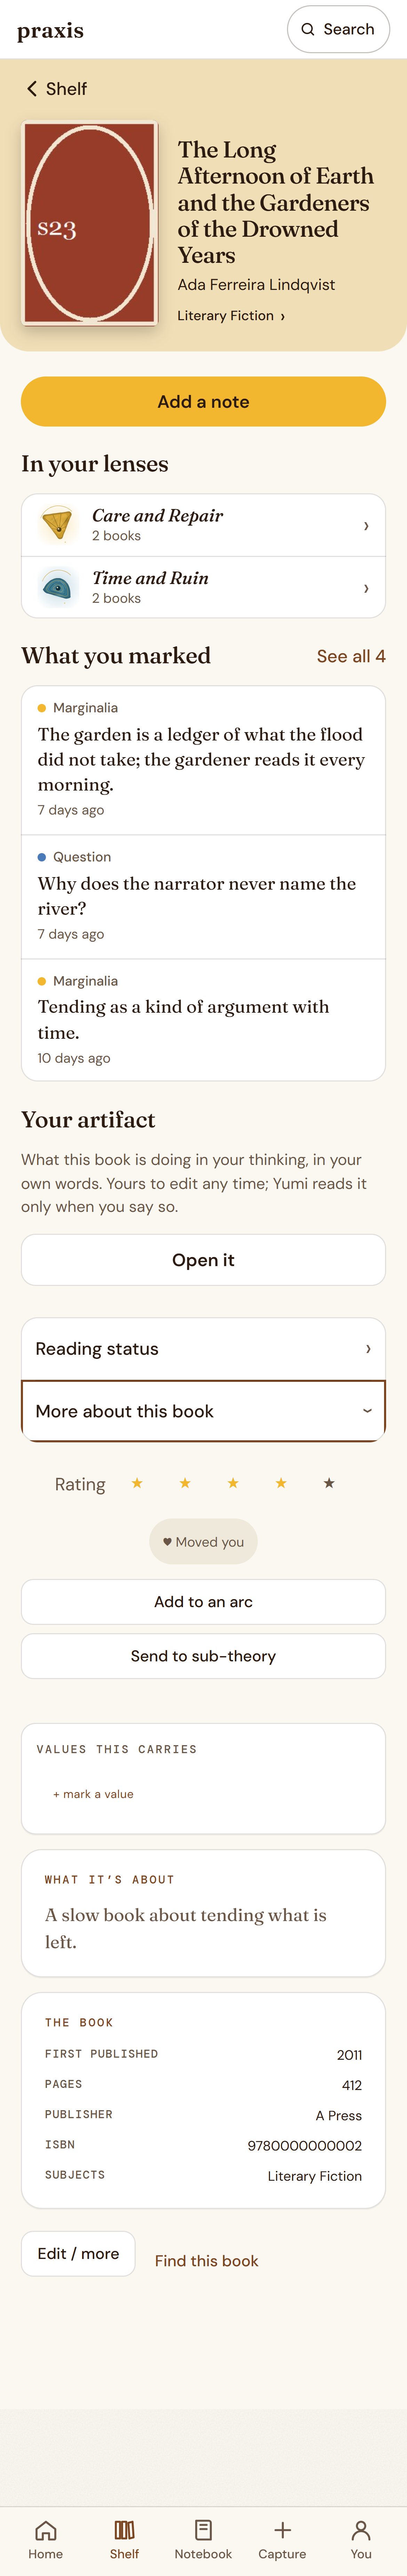 praxis
Search
Shelf
s23
The Long
Afternoon of Earth
and the Gardeners
of the Drowned
Years
Ada Ferreira Lindqvist
Literary Fiction ›
Add a note
In your lenses
Care and Repair
2 books
Time and Ruin
2 books
What you marked
See all 4
Marginalia
The garden is a ledger of what the flood
did not take; the gardener reads it every
morning.
7 days ago
Question
Why does the narrator never name the
river?
7 days ago
Marginalia
Tending as a kind of argument with
time.
10 days ago
Your artifact
What this book is doing in your thinking, in your
own words. Yours to edit any time; Yumi reads it
only when you say so.
Open it
Reading status
More about this book
Rating ★ ★ ★ ★ ★
♥ Moved you
Add to an arc
Send to sub-theory
VALUES THIS CARRIES
+ mark a value
WHAT IT’S ABOUT
A slow book about tending what is
left.
THE BOOK
FIRST PUBLISHED 2011
PAGES 412
PUBLISHER A Press
ISBN 9780000000002
SUBJECTS Literary Fiction
Edit / more
Find this book
Home Shelf Notebook Capture You